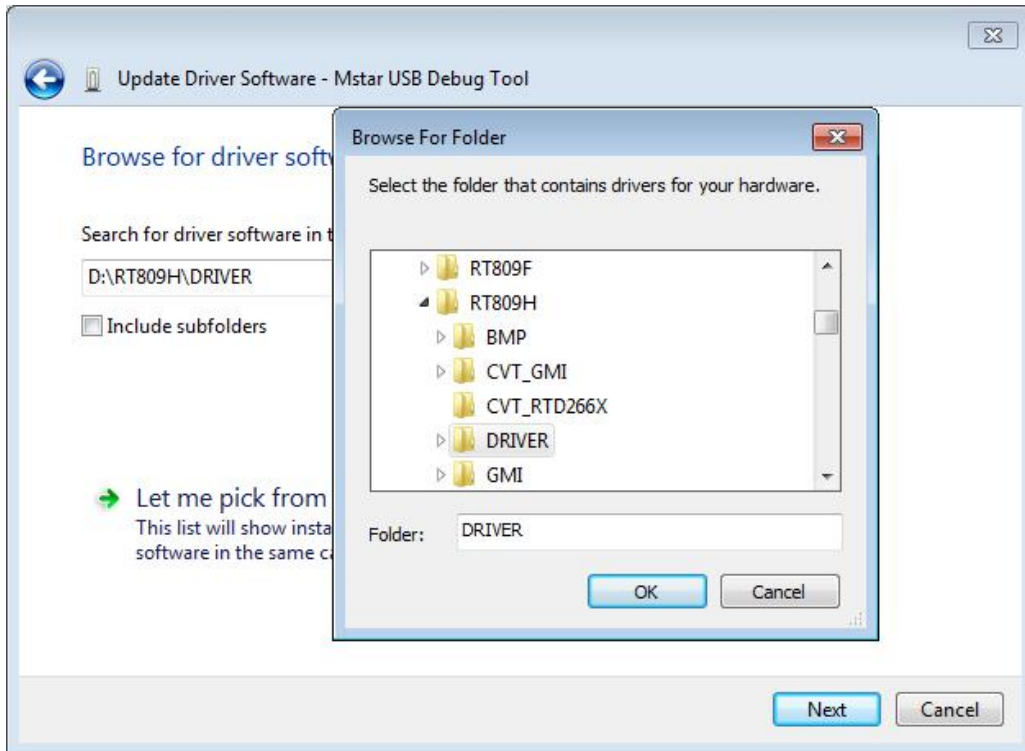 Update Driver Software - Mstar USB Debug Tool
Browse for driver softw
Search for driver software in t
D:\RT809H\DRIVER
Include subfolders
Let me pick from
This list will show insta
software in the same ca
Browse For Folder
Select the folder that contains drivers for your hardware.
RT809F
RT809H
BMP
CVT_GMI
CVT_RTD266X
DRIVER
GMI
Folder: DRIVER
OK Cancel
Next Cancel